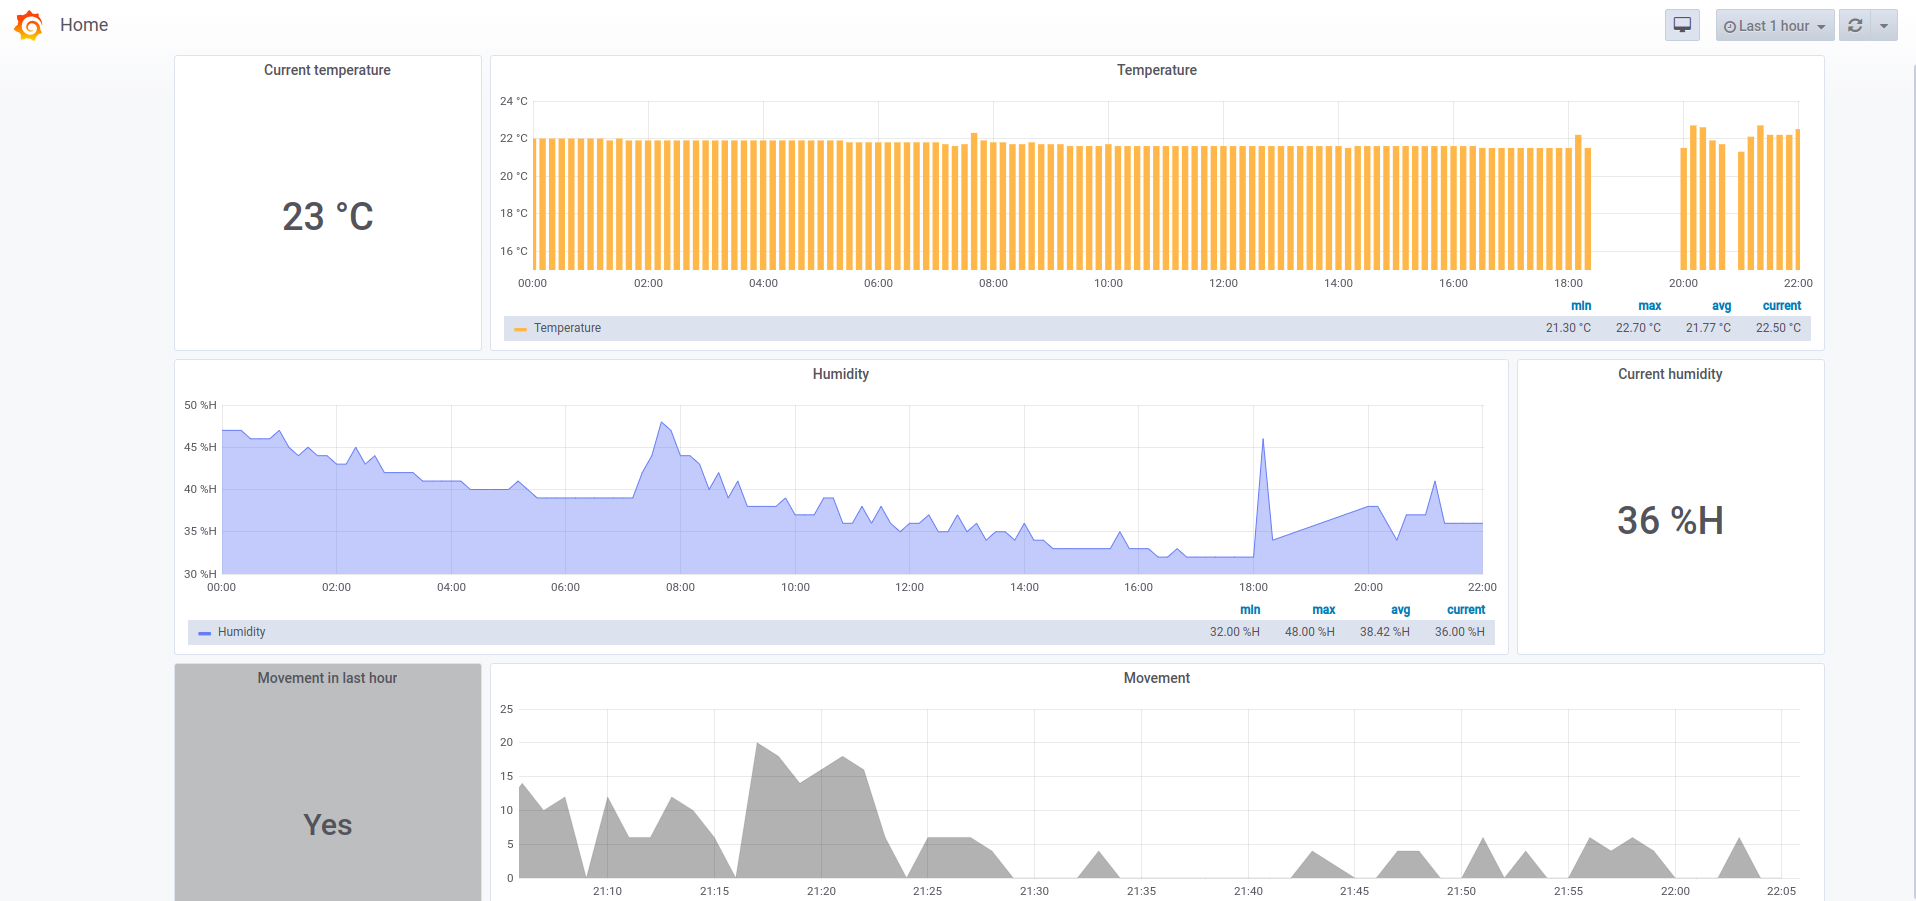 Home
Last 1 hour
Current temperature
23 °C
Temperature
24 °C
22 °C
20 °C
18 °C
16 °C
00:00 02:00 04:00 06:00 08:00 10:00 12:00 14:00 16:00 18:00 20:00 22:00
min max avg current
Temperature 21.30 °C 22.70 °C 21.77 °C 22.50 °C
Humidity
50 %H
45 %H
40 %H
35 %H
30 %H
00:00 02:00 04:00 06:00 08:00 10:00 12:00 14:00 16:00 18:00 20:00 22:00
min max avg current
Humidity 32.00 %H 48.00 %H 38.42 %H 36.00 %H
Current humidity
36 %H
Movement in last hour
Yes
Movement
25
20
15
10
5
0
21:10 21:15 21:20 21:25 21:30 21:35 21:40 21:45 21:50 21:55 22:00 22:05